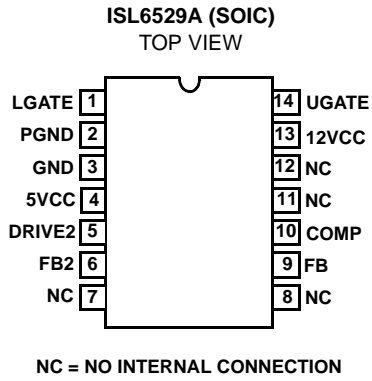 ISL6529A (SOIC)
TOP VIEW
LGATE 1 14 UGATE
PGND 2 13 12VCC
GND 3 12 NC
5VCC 4 11 NC
DRIVE2 5 10 COMP
FB2 6 9 FB
NC 7 8 NC
NC = NO INTERNAL CONNECTION